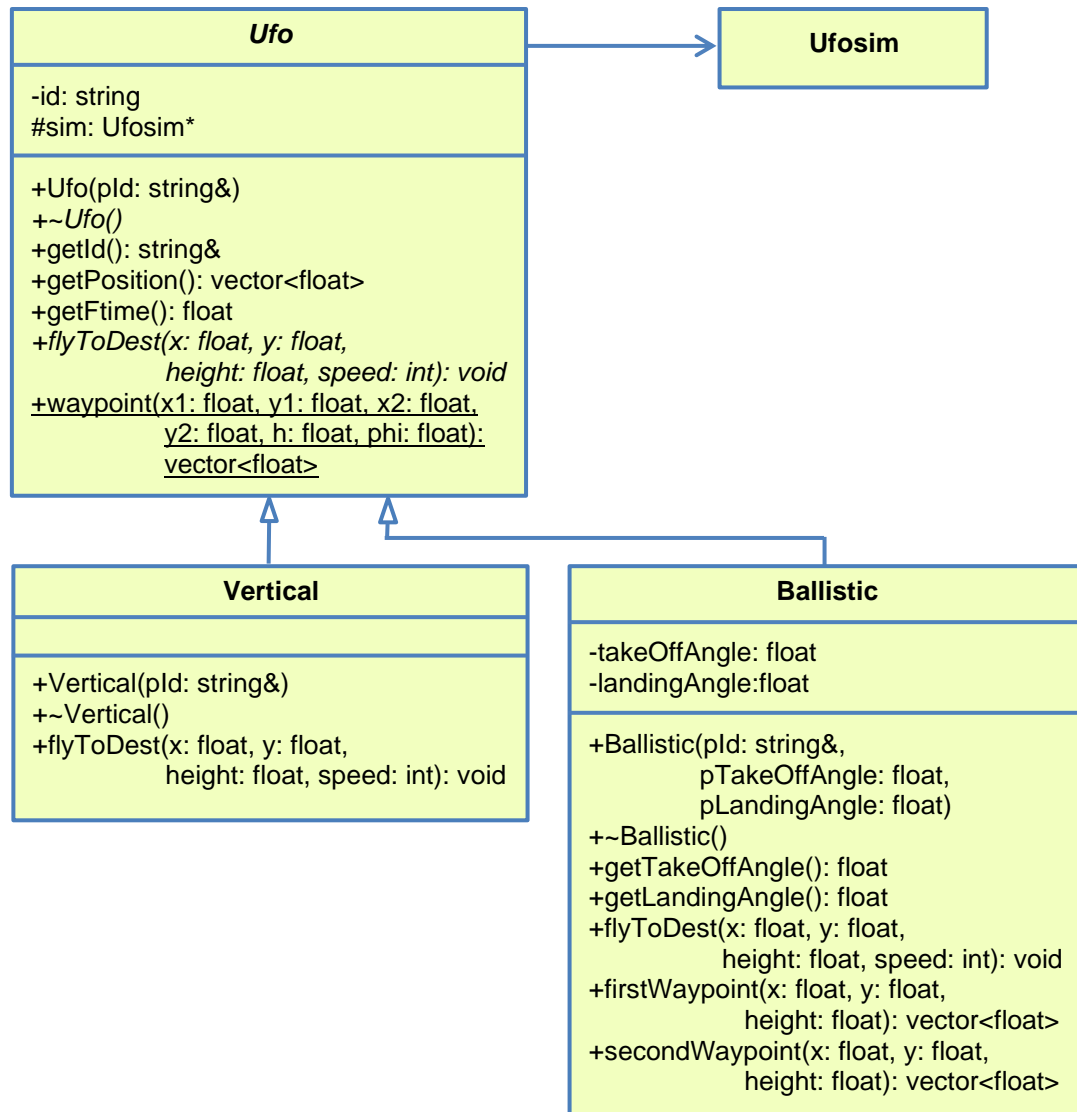 Ufo
-id: string
#sim: Ufosim*
+Ufo(pId: string&)
+~Ufo()
+getId(): string&
+getPosition(): vector<float>
+getFtime(): float
+flyToDest(x: float, y: float,
height: float, speed: int): void
+waypoint(x1: float, y1: float, x2: float,
y2: float, h: float, phi: float):
vector<float>
Ufosim
Vertical
+Vertical(pId: string&)
+~Vertical()
+flyToDest(x: float, y: float,
height: float, speed: int): void
Ballistic
-takeOffAngle: float
-landingAngle:float
+Ballistic(pId: string&,
pTakeOffAngle: float,
pLandingAngle: float)
+~Ballistic()
+getTakeOffAngle(): float
+getLandingAngle(): float
+flyToDest(x: float, y: float,
height: float, speed: int): void
+firstWaypoint(x: float, y: float,
height: float): vector<float>
+secondWaypoint(x: float, y: float,
height: float): vector<float>